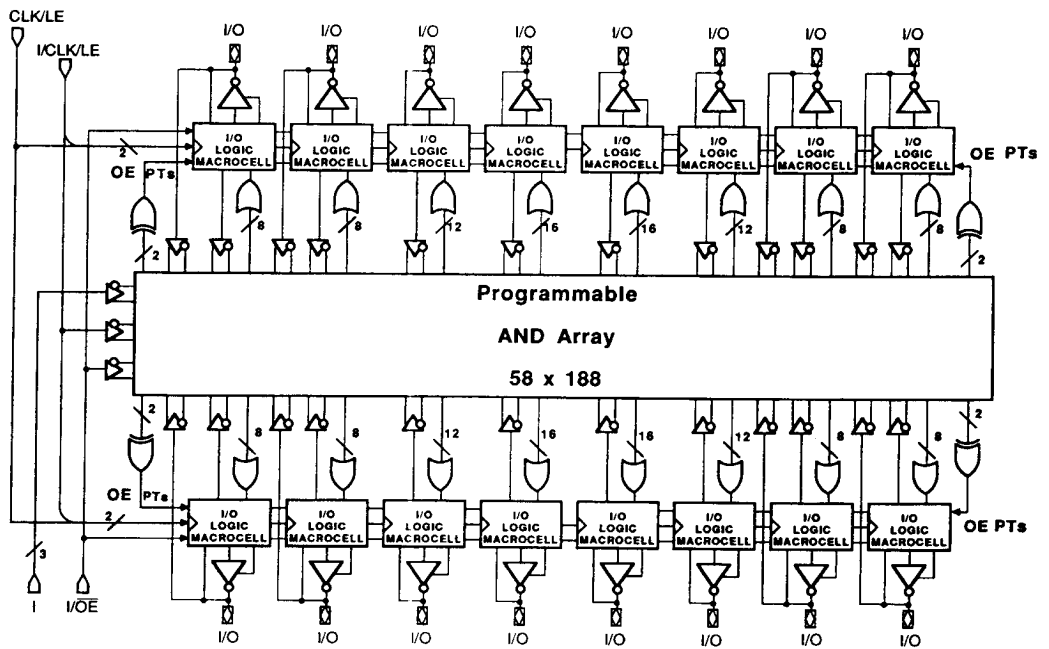 CLK/LE
I/CLK/LE
I/O I/O I/O I/O I/O I/O I/O I/O
I/O LOGIC MACROCELL
I/O LOGIC MACROCELL
I/O LOGIC MACROCELL
I/O LOGIC MACROCELL
I/O LOGIC MACROCELL
I/O LOGIC MACROCELL
I/O LOGIC MACROCELL
I/O LOGIC MACROCELL
2
OE PTs
OE PTs
8 8 12 16 16 12 8 8
2 2
Programmable
AND Array
58 x 188
2 2
8 8 12 16 16 12 8 8
OE PTs
OE PTs
2
I/O LOGIC MACROCELL
I/O LOGIC MACROCELL
I/O LOGIC MACROCELL
I/O LOGIC MACROCELL
I/O LOGIC MACROCELL
I/O LOGIC MACROCELL
I/O LOGIC MACROCELL
I/O LOGIC MACROCELL
3
I I/O̅E̅
I/O I/O I/O I/O I/O I/O I/O I/O